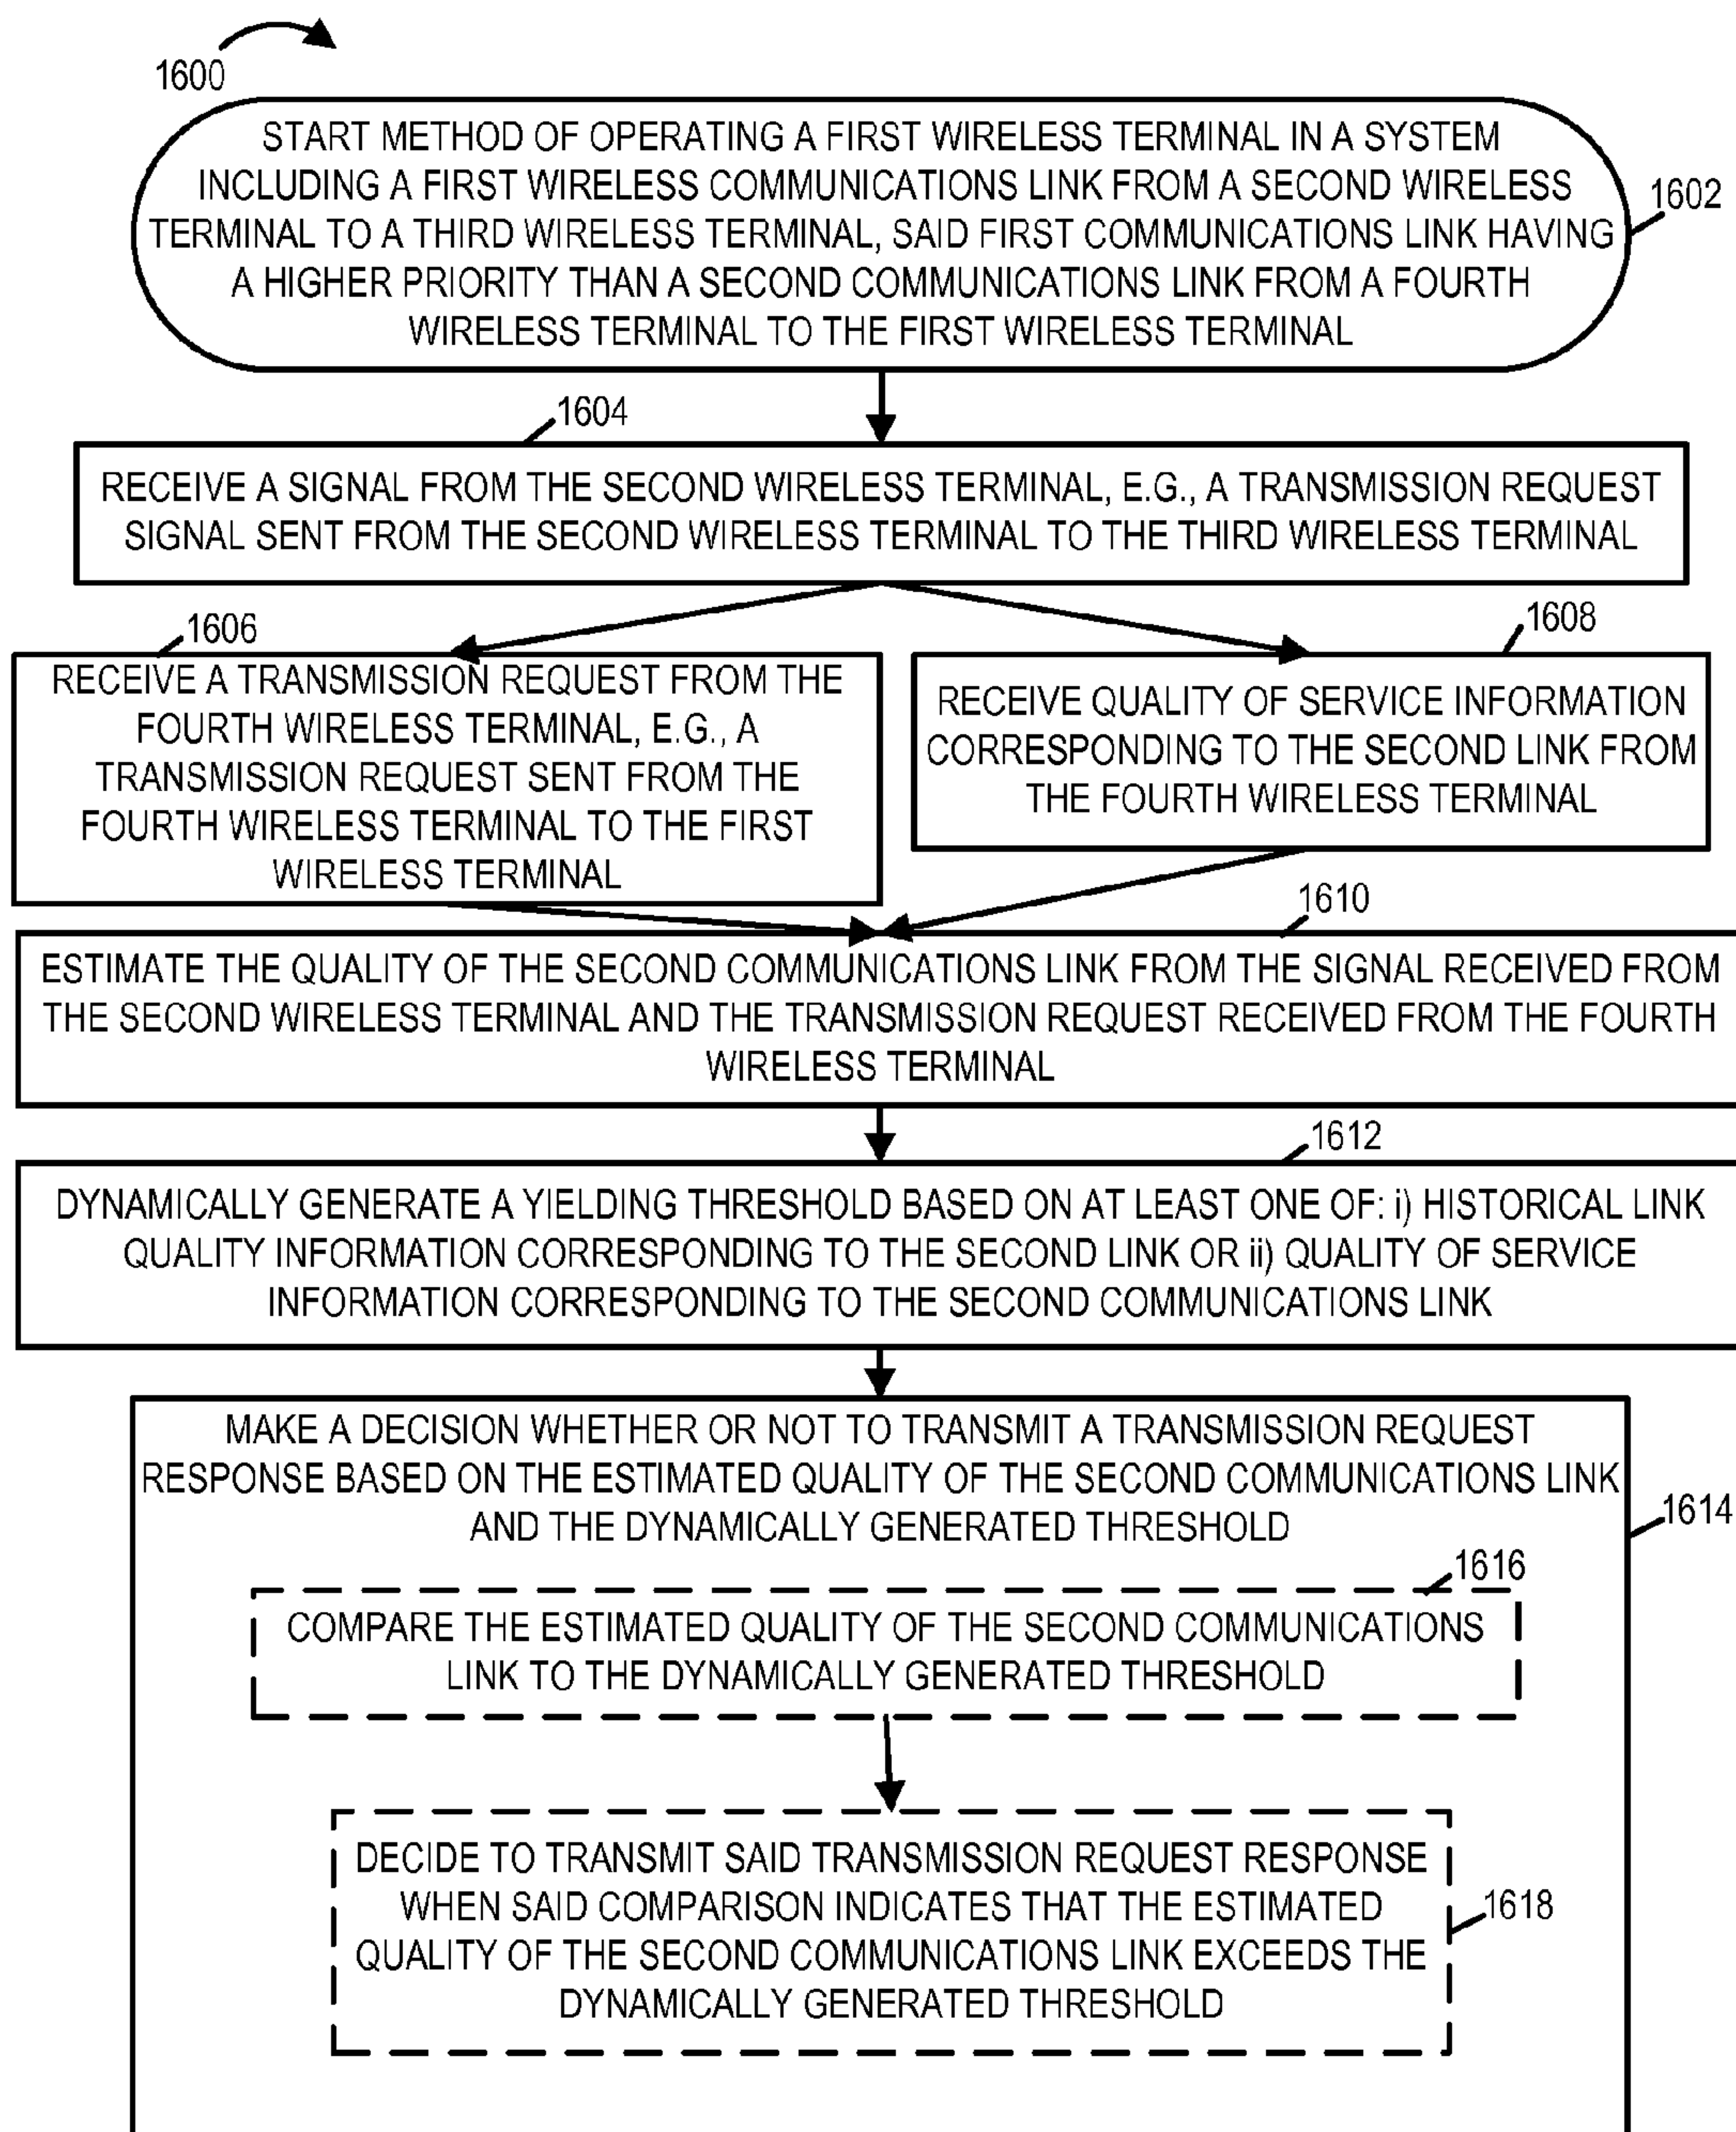 1600
START METHOD OF OPERATING A FIRST WIRELESS TERMINAL IN A SYSTEM
INCLUDING A FIRST WIRELESS COMMUNICATIONS LINK FROM A SECOND WIRELESS
TERMINAL TO A THIRD WIRELESS TERMINAL, SAID FIRST COMMUNICATIONS LINK HAVING
A HIGHER PRIORITY THAN A SECOND COMMUNICATIONS LINK FROM A FOURTH
WIRELESS TERMINAL TO THE FIRST WIRELESS TERMINAL
1602
1604
RECEIVE A SIGNAL FROM THE SECOND WIRELESS TERMINAL, E.G., A TRANSMISSION REQUEST
SIGNAL SENT FROM THE SECOND WIRELESS TERMINAL TO THE THIRD WIRELESS TERMINAL
1606
RECEIVE A TRANSMISSION REQUEST FROM THE
FOURTH WIRELESS TERMINAL, E.G., A
TRANSMISSION REQUEST SENT FROM THE
FOURTH WIRELESS TERMINAL TO THE FIRST
WIRELESS TERMINAL
1608
RECEIVE QUALITY OF SERVICE INFORMATION
CORRESPONDING TO THE SECOND LINK FROM
THE FOURTH WIRELESS TERMINAL
1610
ESTIMATE THE QUALITY OF THE SECOND COMMUNICATIONS LINK FROM THE SIGNAL RECEIVED FROM
THE SECOND WIRELESS TERMINAL AND THE TRANSMISSION REQUEST RECEIVED FROM THE FOURTH
WIRELESS TERMINAL
1612
DYNAMICALLY GENERATE A YIELDING THRESHOLD BASED ON AT LEAST ONE OF: i) HISTORICAL LINK
QUALITY INFORMATION CORRESPONDING TO THE SECOND LINK OR ii) QUALITY OF SERVICE
INFORMATION CORRESPONDING TO THE SECOND COMMUNICATIONS LINK
MAKE A DECISION WHETHER OR NOT TO TRANSMIT A TRANSMISSION REQUEST
RESPONSE BASED ON THE ESTIMATED QUALITY OF THE SECOND COMMUNICATIONS LINK
AND THE DYNAMICALLY GENERATED THRESHOLD
1614
1616
COMPARE THE ESTIMATED QUALITY OF THE SECOND COMMUNICATIONS
LINK TO THE DYNAMICALLY GENERATED THRESHOLD
DECIDE TO TRANSMIT SAID TRANSMISSION REQUEST RESPONSE
WHEN SAID COMPARISON INDICATES THAT THE ESTIMATED
QUALITY OF THE SECOND COMMUNICATIONS LINK EXCEEDS THE
DYNAMICALLY GENERATED THRESHOLD
1618